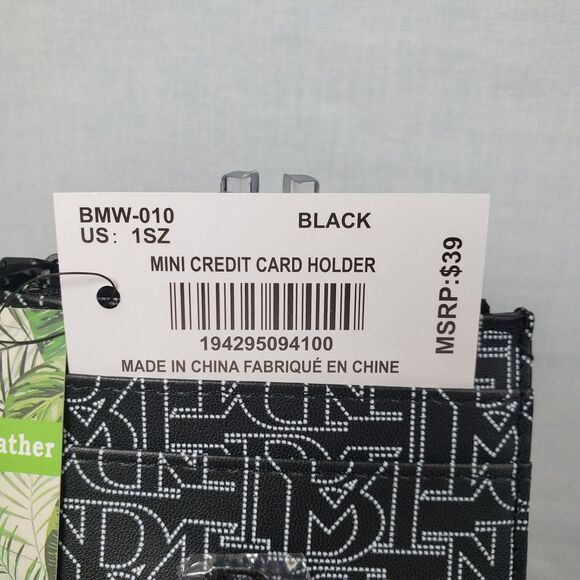 BMW-010 BLACK
US: 1SZ
MINI CREDIT CARD HOLDER
194295094100
MADE IN CHINA FABRIQUÉ EN CHINE
MSRP:$39
ather